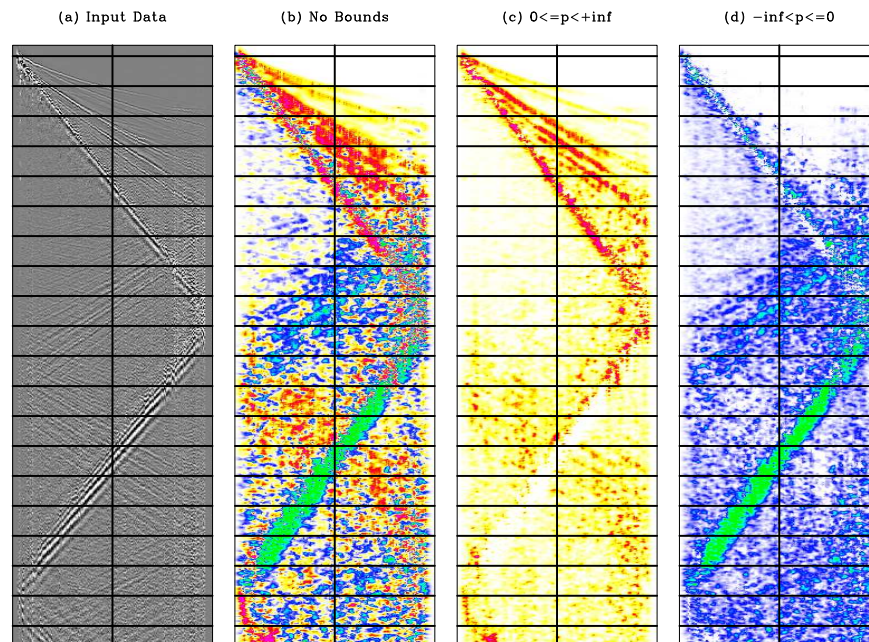 (a) Input Data
(b) No Bounds
(c) 0<=p<+inf
(d) -inf<p<=0